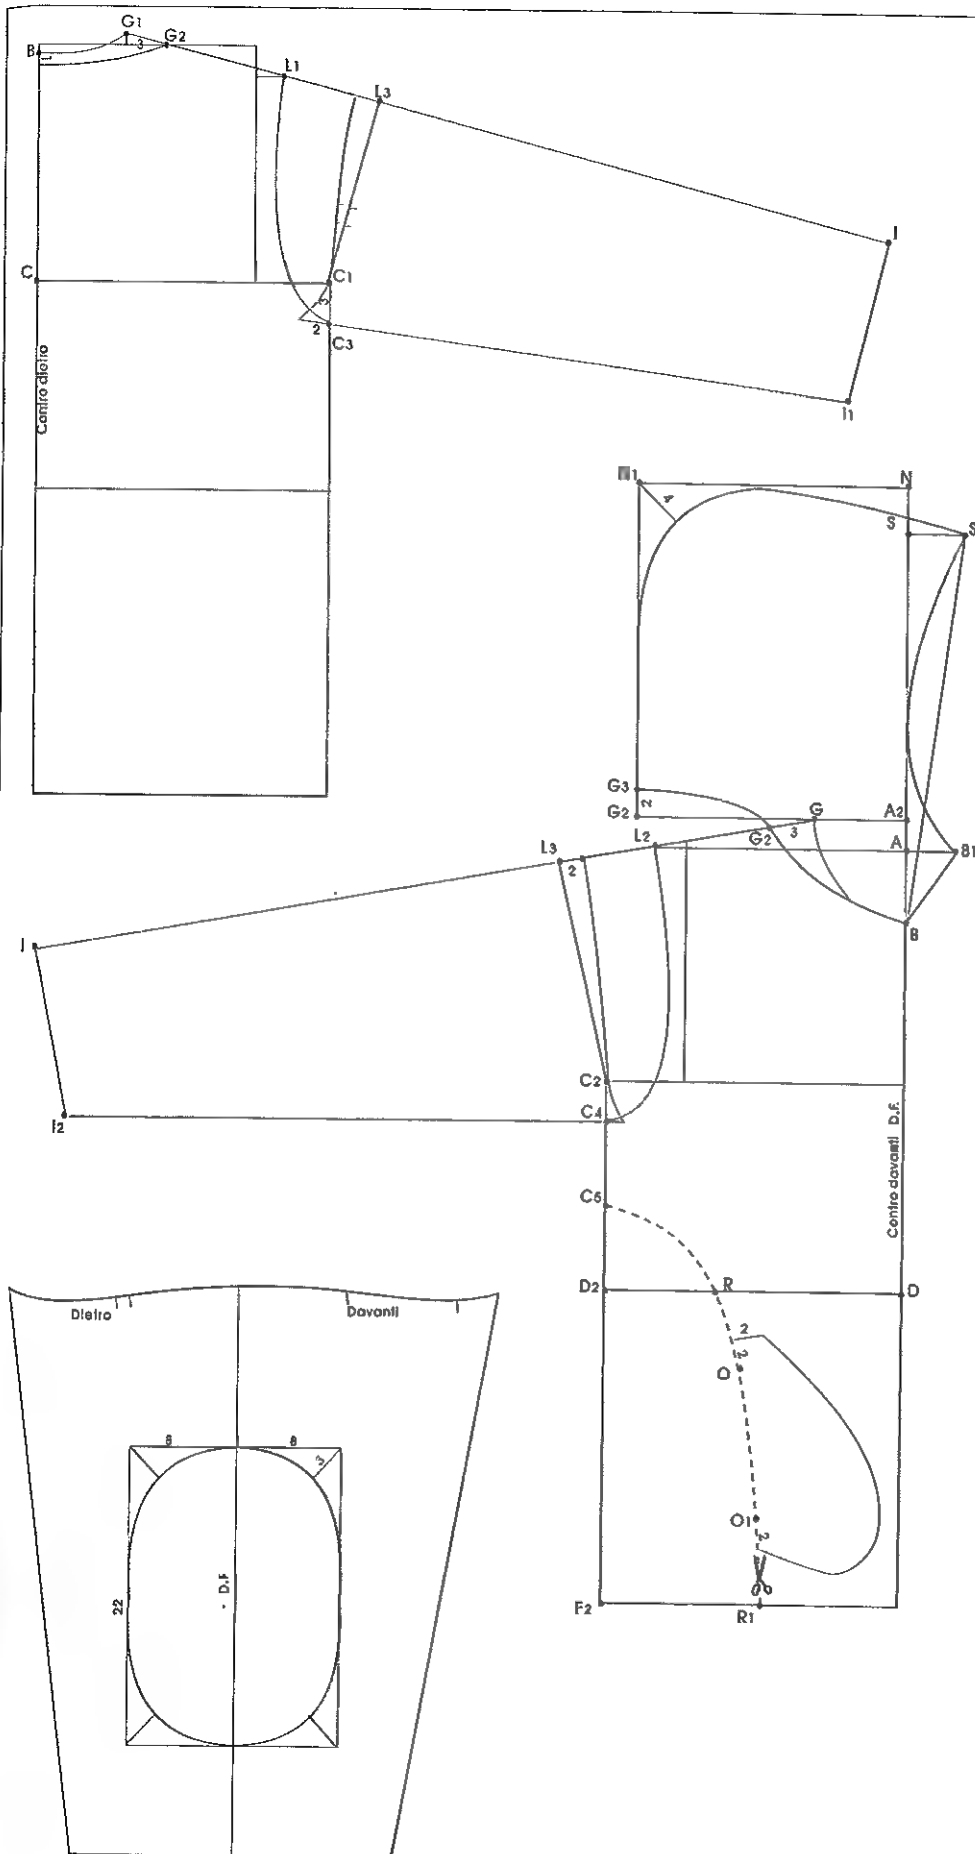 G1
B
1
3
G2
L1
L3
I
C
C1
3
2
C3
Centro dietro
I1
N
4
S
S
G3
2
G2
G
A2
L3
2
L2
G2
3
A
B1
I
B
C2
C4
I2
Centro davanti D.F.
C5
D2
R
D
Dietro
Davanti
2
2
O
8
8
3
O1
2
22
D.F
F2
R1